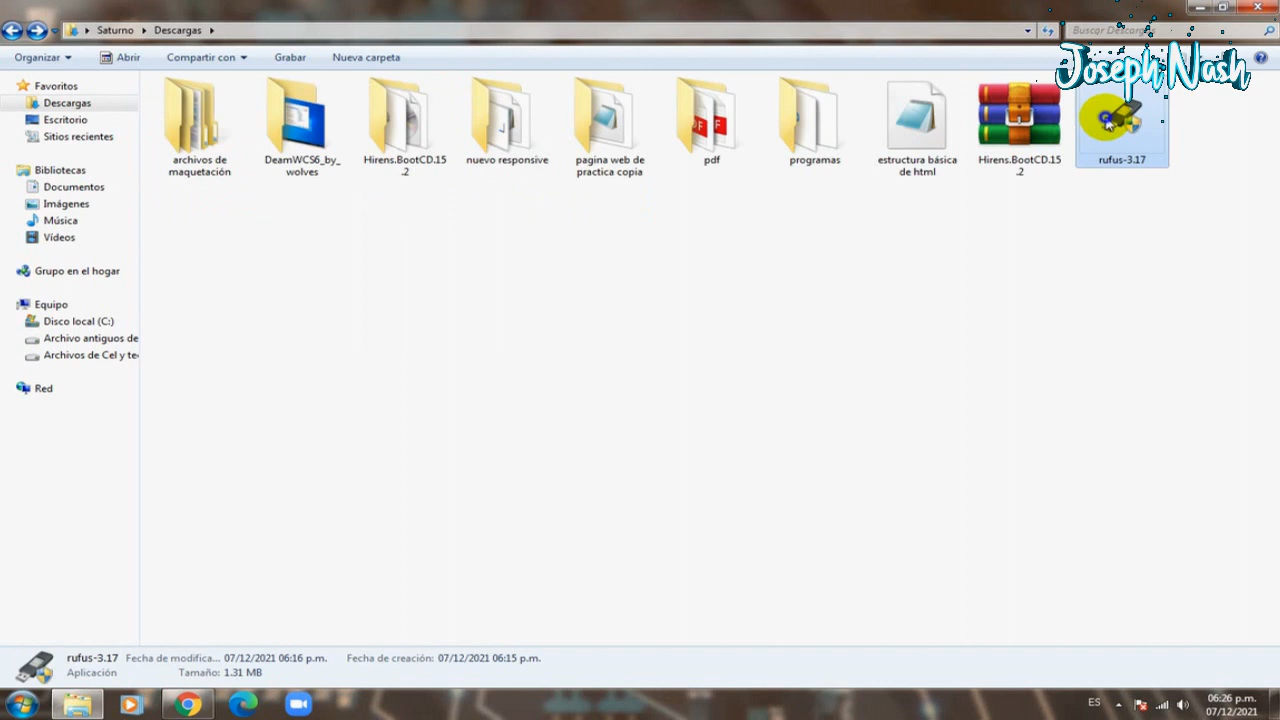 Saturno ▸ Descargas ▸
Buscar Descargas
Joseph Nash
Organizar
Abrir
Compartir con
Grabar
Nueva carpeta
Favoritos
Descargas
Escritorio
Sitios recientes
Bibliotecas
Documentos
Imágenes
Música
Vídeos
Grupo en el hogar
Equipo
Disco local (C:)
Archivo antiguos de
Archivos de Cel y te
Red
archivos de
maquetación
DeamWCS6_by_
wolves
Hirens.BootCD.15
.2
nuevo responsive
pagina web de
practica copia
pdf
programas
estructura básica
de html
Hirens.BootCD.15
.2
rufus-3.17
rufus-3.17 Fecha de modifica... 07/12/2021 06:16 p.m. Fecha de creación: 07/12/2021 06:15 p.m.
Aplicación Tamaño: 1.31 MB
ES
06:26 p.m.
07/12/2021